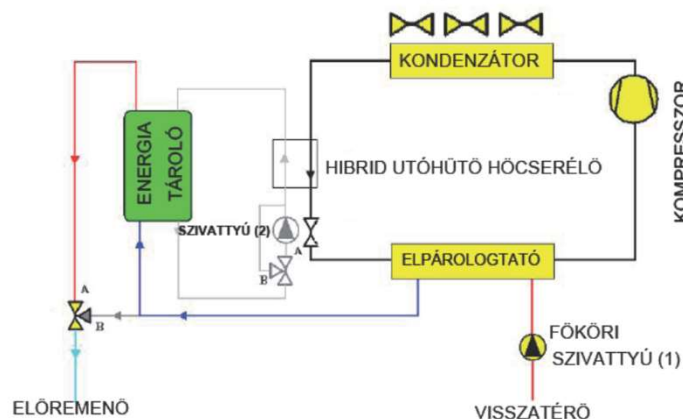 KONDENZÁTOR
KOMPRESSZOR
ENERGIA
TÁROLÓ
HIBRID UTÓHŰTŐ HŐCSERÉLŐ
SZIVATTYÚ (2)
A
B
ELPÁROLOGTATÓ
A
B
FŐKÖRI
SZIVATTYÚ (1)
ELŐREMENŐ
VISSZATÉRŐ